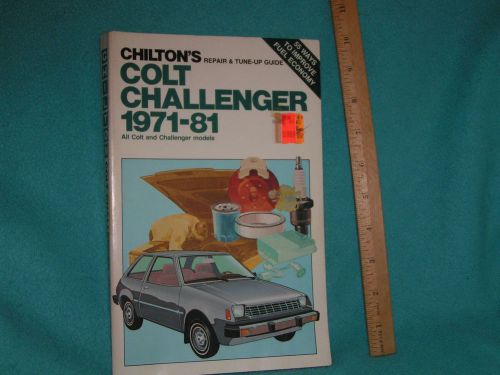 CHILTON'S
REPAIR & TUNE-UP GUIDE
COLT
CHALLENGER
1971-81
All Colt and Challenger models
55 WAYS
TO IMPROVE
FUEL ECONOMY